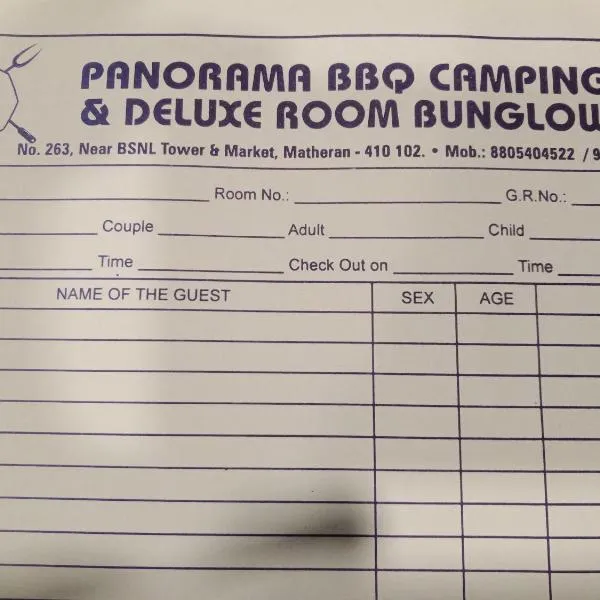 PANORAMA BBQ CAMPING
& DELUXE ROOM BUNGLOW
No. 263, Near BSNL Tower & Market, Matheran - 410 102. • Mob.: 8805404522 / 9
Room No.: G.R.No.:
Couple Adult Child
Time Check Out on Time
NAME OF THE GUEST SEX AGE